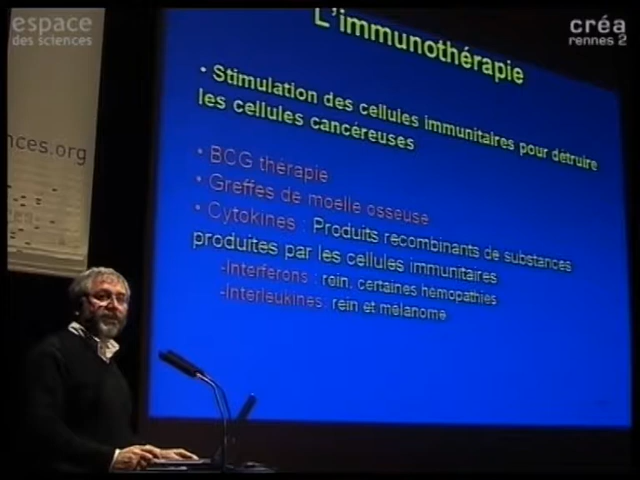 espace
des sciences
créa
rennes 2
nces.org
L'immunothérapie
• Stimulation des cellules immunitaires pour détruire
les cellules cancéreuses
• BCG thérapie
• Greffes de moelle osseuse
• Cytokines : Produits recombinants de substances
produites par les cellules immunitaires
-Interférons : rein, certaines hémopathies
-Interleukines: rein et mélanome